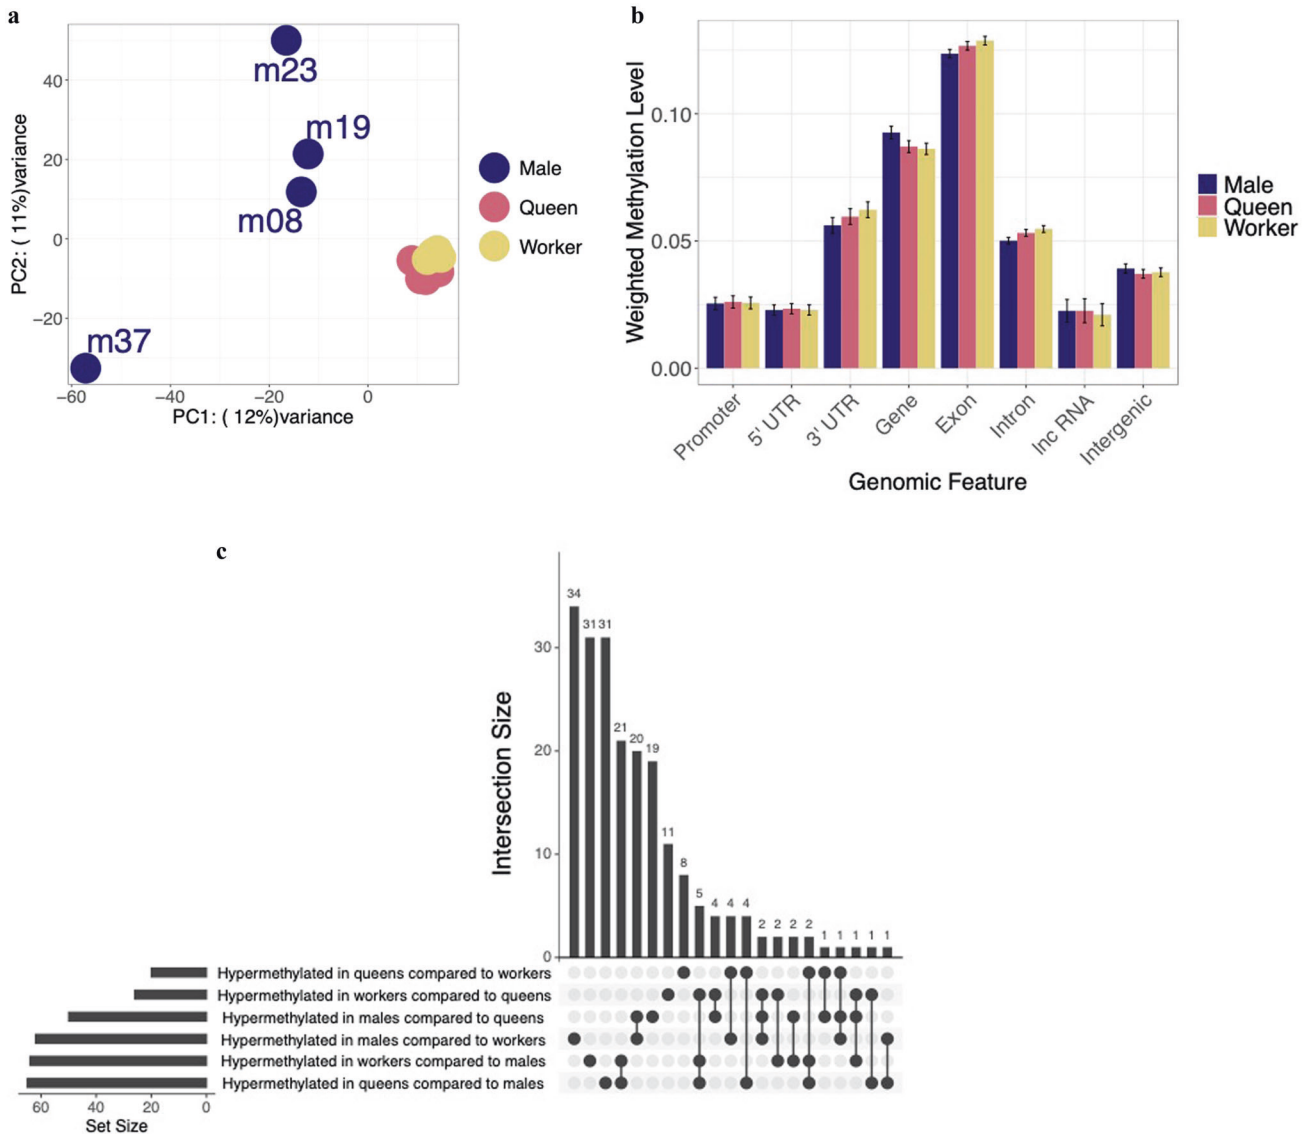 a
PC2: ( 11%)variance
40
20
0
−20
m23
m19
m08
m37
−60
−40
−20
0
PC1: ( 12%)variance
Male
Queen
Worker
b
Weighted Methylation Level
0.10
0.05
0.00
Promoter
5' UTR
3' UTR
Gene
Exon
Intron
lnc RNA
Intergenic
Genomic Feature
Male
Queen
Worker
c
Intersection Size
30
20
10
0
34
31
31
21
20
19
11
8
5
4
4
4
2
2
2
2
1
1
1
1
1
Hypermethylated in queens compared to workers
Hypermethylated in workers compared to queens
Hypermethylated in males compared to queens
Hypermethylated in males compared to workers
Hypermethylated in workers compared to males
Hypermethylated in queens compared to males
60
40
20
0
Set Size